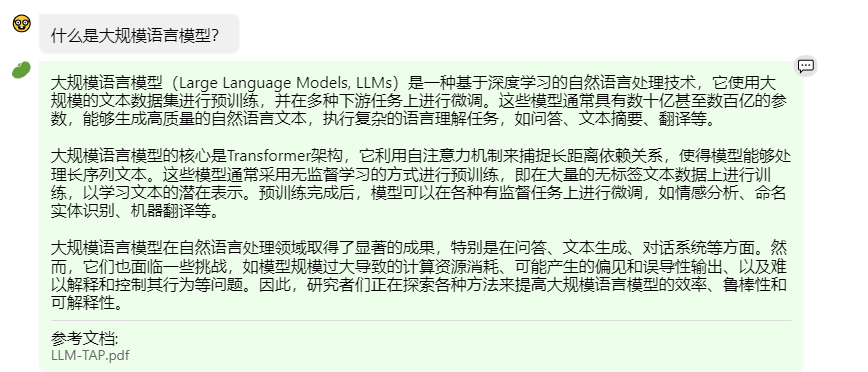 什么是大规模语言模型？
大规模语言模型（Large Language Models, LLMs）是一种基于深度学习的自然语言处理技术，它使用大
规模的文本数据集进行预训练，并在多种下游任务上进行微调。这些模型通常具有数十亿甚至数百亿的参
数，能够生成高质量的自然语言文本，执行复杂的语言理解任务，如问答、文本摘要、翻译等。
大规模语言模型的核心是Transformer架构，它利用自注意力机制来捕捉长距离依赖关系，使得模型能够处
理长序列文本。这些模型通常采用无监督学习的方式进行预训练，即在大量的无标签文本数据上进行训
练，以学习文本的潜在表示。预训练完成后，模型可以在各种有监督任务上进行微调，如情感分析、命名
实体识别、机器翻译等。
大规模语言模型在自然语言处理领域取得了显著的成果，特别是在问答、文本生成、对话系统等方面。然
而，它们也面临一些挑战，如模型规模过大导致的计算资源消耗、可能产生的偏见和误导性输出、以及难
以解释和控制其行为等问题。因此，研究者们正在探索各种方法来提高大规模语言模型的效率、鲁棒性和
可解释性。
参考文档:
LLM-TAP.pdf